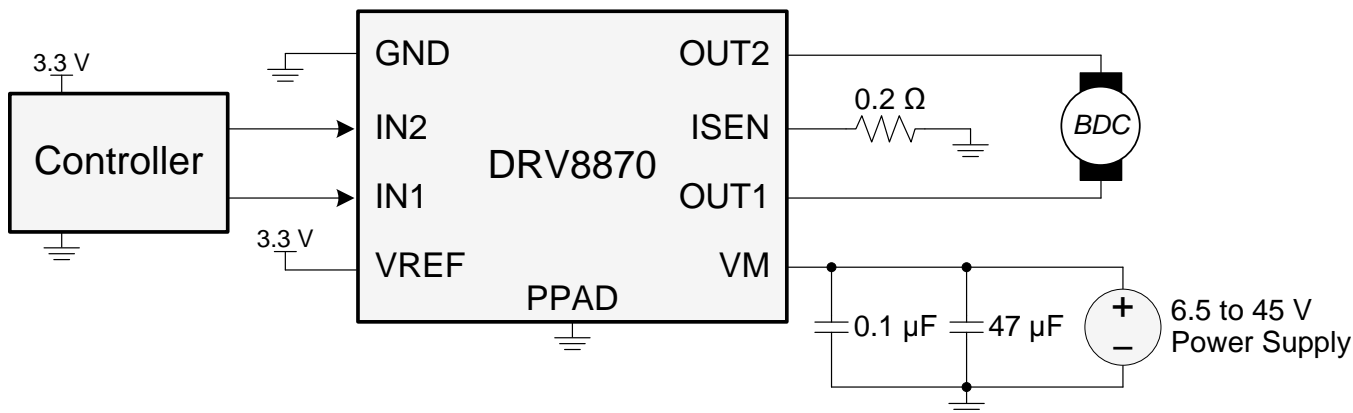 3.3 V
Controller
3.3 V
GND
IN2
IN1
VREF
DRV8870
PPAD
OUT2
ISEN
OUT1
VM
0.2 Ω
BDC
0.1 µF
47 µF
+
–
6.5 to 45 V
Power Supply